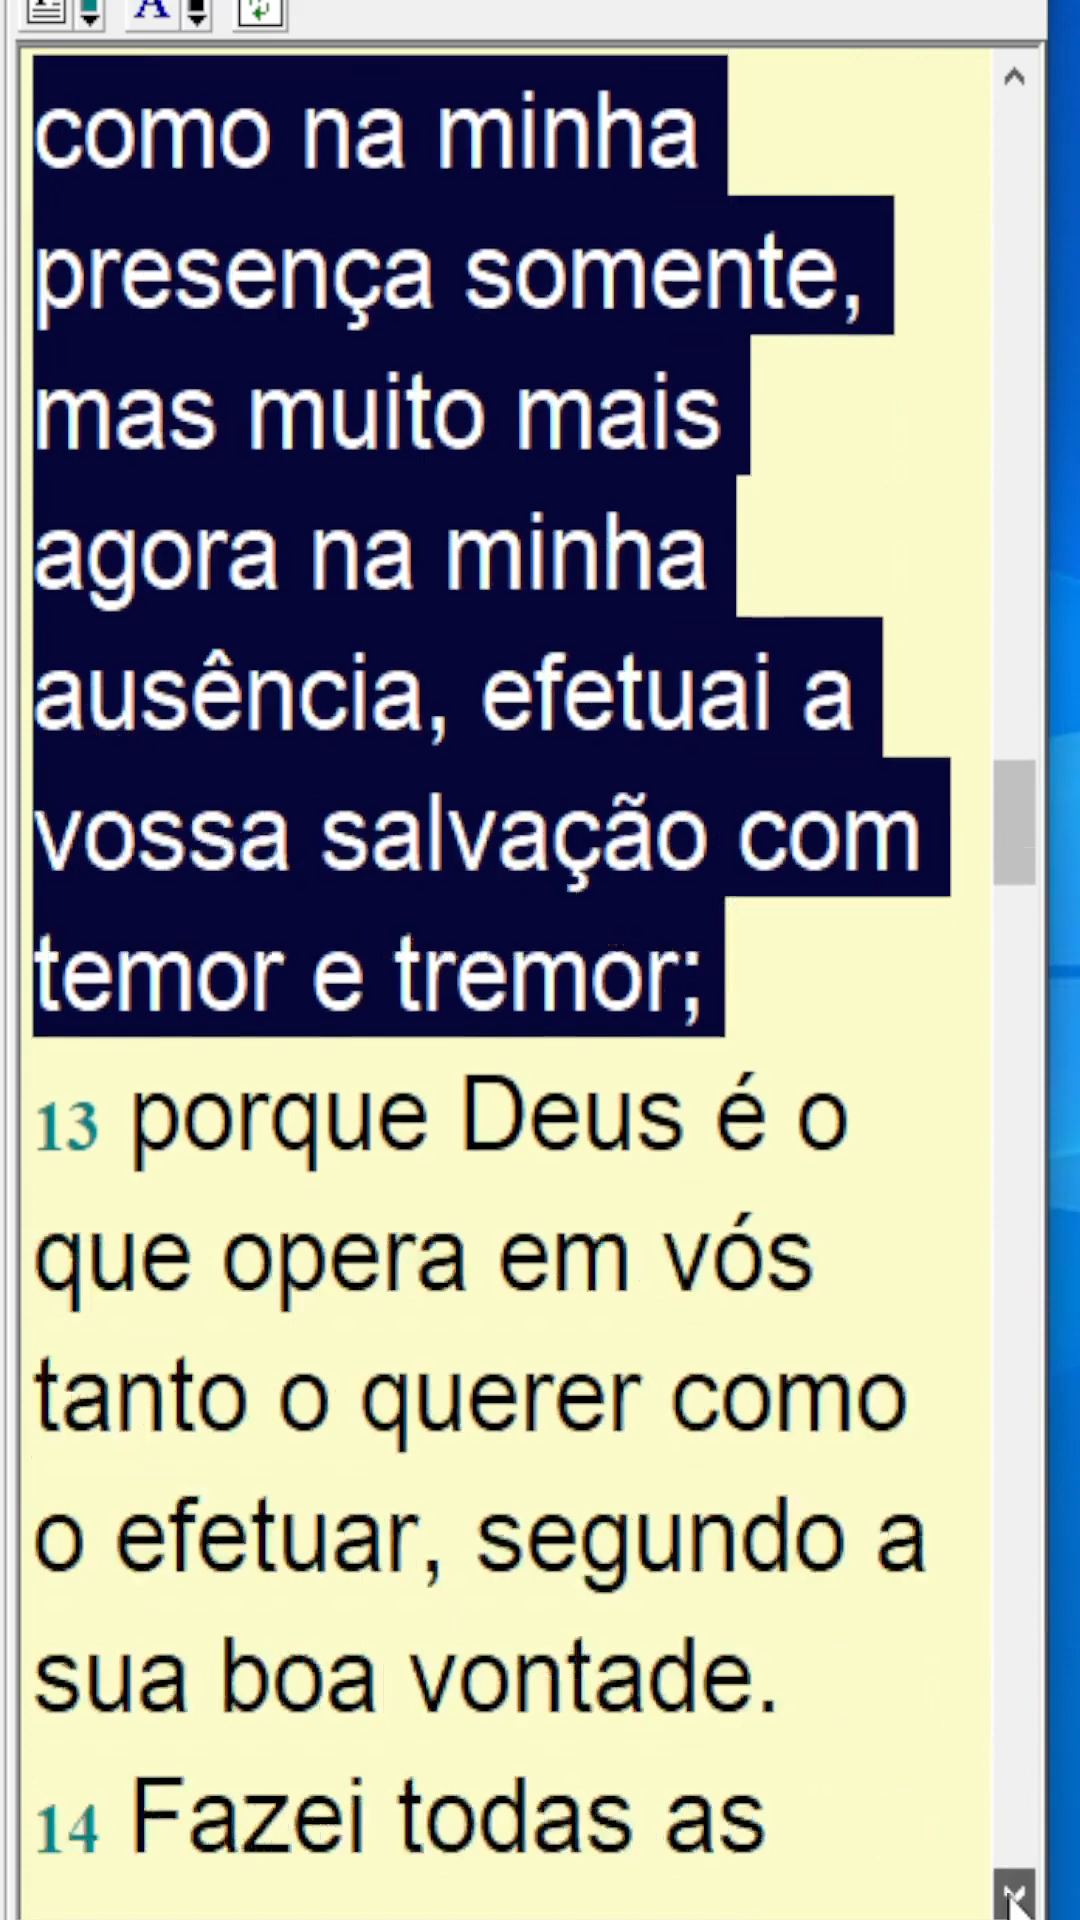 como na minha
presença somente,
mas muito mais
agora na minha
ausência, efetuai a
vossa salvação com
temor e tremor;
13 porque Deus é o
que opera em vós
tanto o querer como
o efetuar, segundo a
sua boa vontade.
14 Fazei todas as